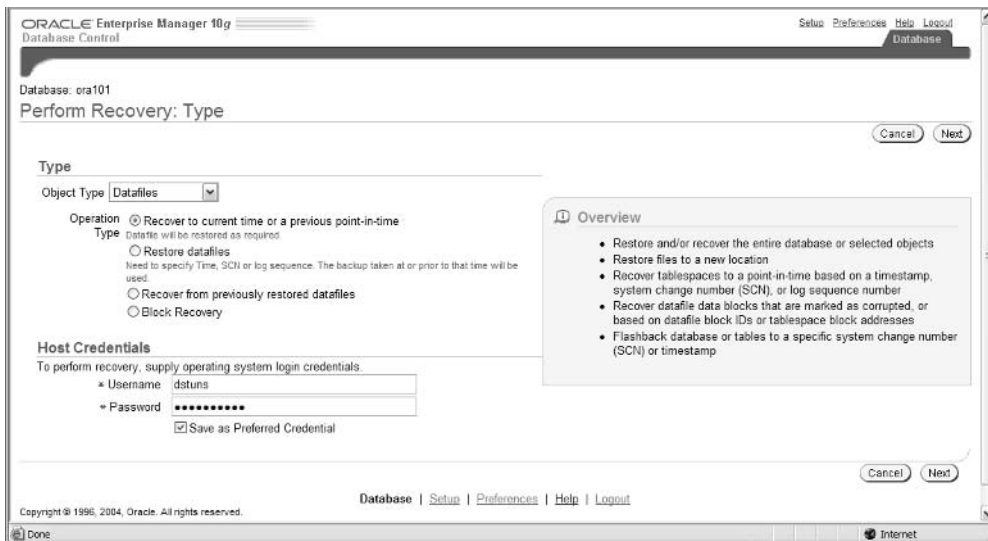 ORACLE Enterprise Manager 10g
Database Control
Setup Preferences Help Logout
Database
Database: ora101
Perform Recovery: Type
Cancel Next
Type
Object Type Datafiles
Operation Type
Recover to current time or a previous point-in-time
Datafile will be restored as required.
Restore datafiles
Need to specify Time, SCN or log sequence. The backup taken at or prior to that time will be
used.
Recover from previously restored datafiles
Block Recovery
Overview
• Restore and/or recover the entire database or selected objects
• Restore files to a new location
• Recover tablespaces to a point-in-time based on a timestamp,
system change number (SCN), or log sequence number
• Recover datafile data blocks that are marked as corrupted, or
based on datafile block IDs or tablespace block addresses
• Flashback database or tables to a specific system change number
(SCN) or timestamp
Host Credentials
To perform recovery, supply operating system login credentials.
* Username dstuns
* Password ••••••••••
Save as Preferred Credential
Cancel Next
Database | Setup | Preferences | Help | Logout
Copyright © 1996, 2004, Oracle. All rights reserved.
Done
Internet